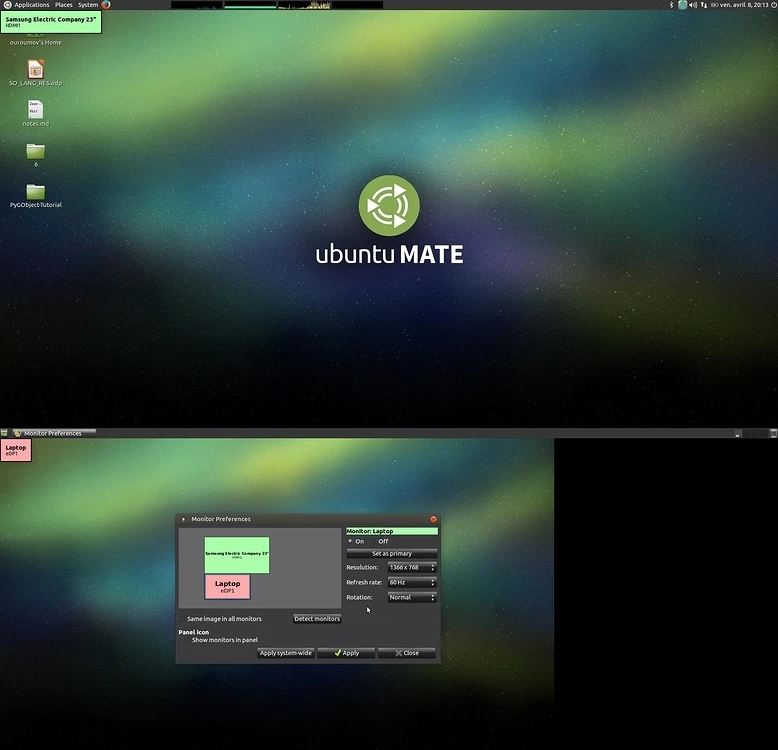 Applications Places System
ven. avril 8, 20:13
Samsung Electric Company 23"
HDMI1
ouroumov's Home
SO_LANG_RES.odp
notes.md
6
PyGObject-Tutorial
ubuntu MATE
Monitor Preferences
Laptop
eDP1
Monitor Preferences
Monitor: Laptop
On Off
Samsung Electric Company 23"
HDMI1
Set as primary
Resolution: 1366 x 768
Laptop
eDP1
Refresh rate: 60 Hz
Rotation: Normal
Same image in all monitors
Detect monitors
Panel icon
Show monitors in panel
Apply system-wide
Apply
Close